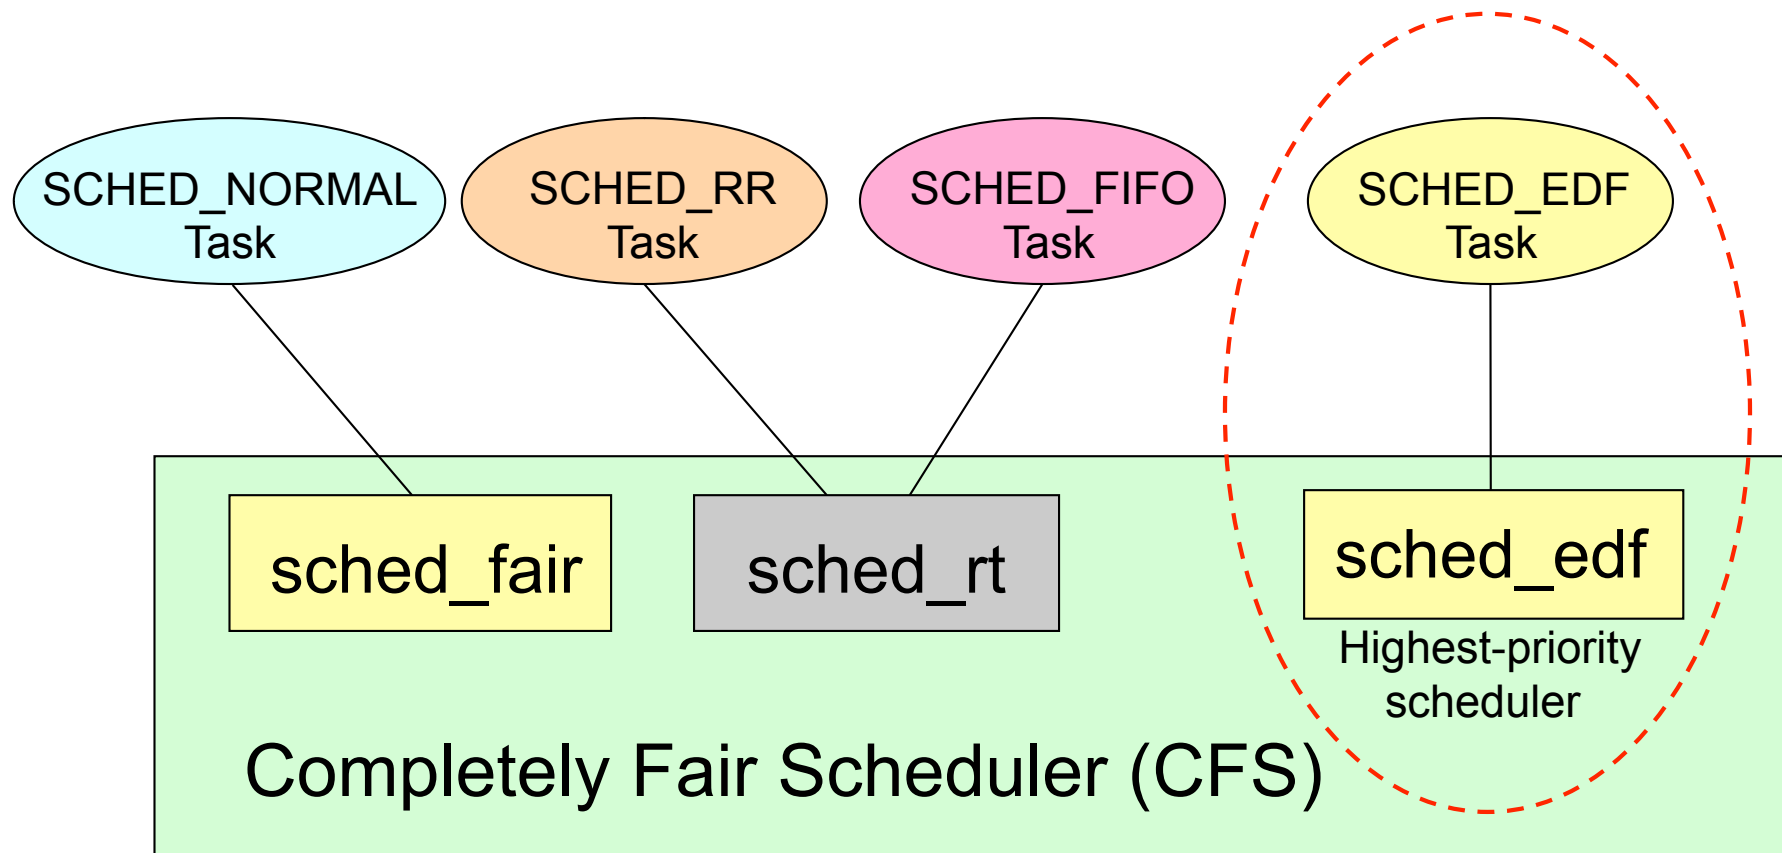 SCHED_NORMAL
Task
SCHED_RR
Task
SCHED_FIFO
Task
SCHED_EDF
Task
sched_fair
sched_rt
sched_edf
Highest-priority
scheduler
Completely Fair Scheduler (CFS)